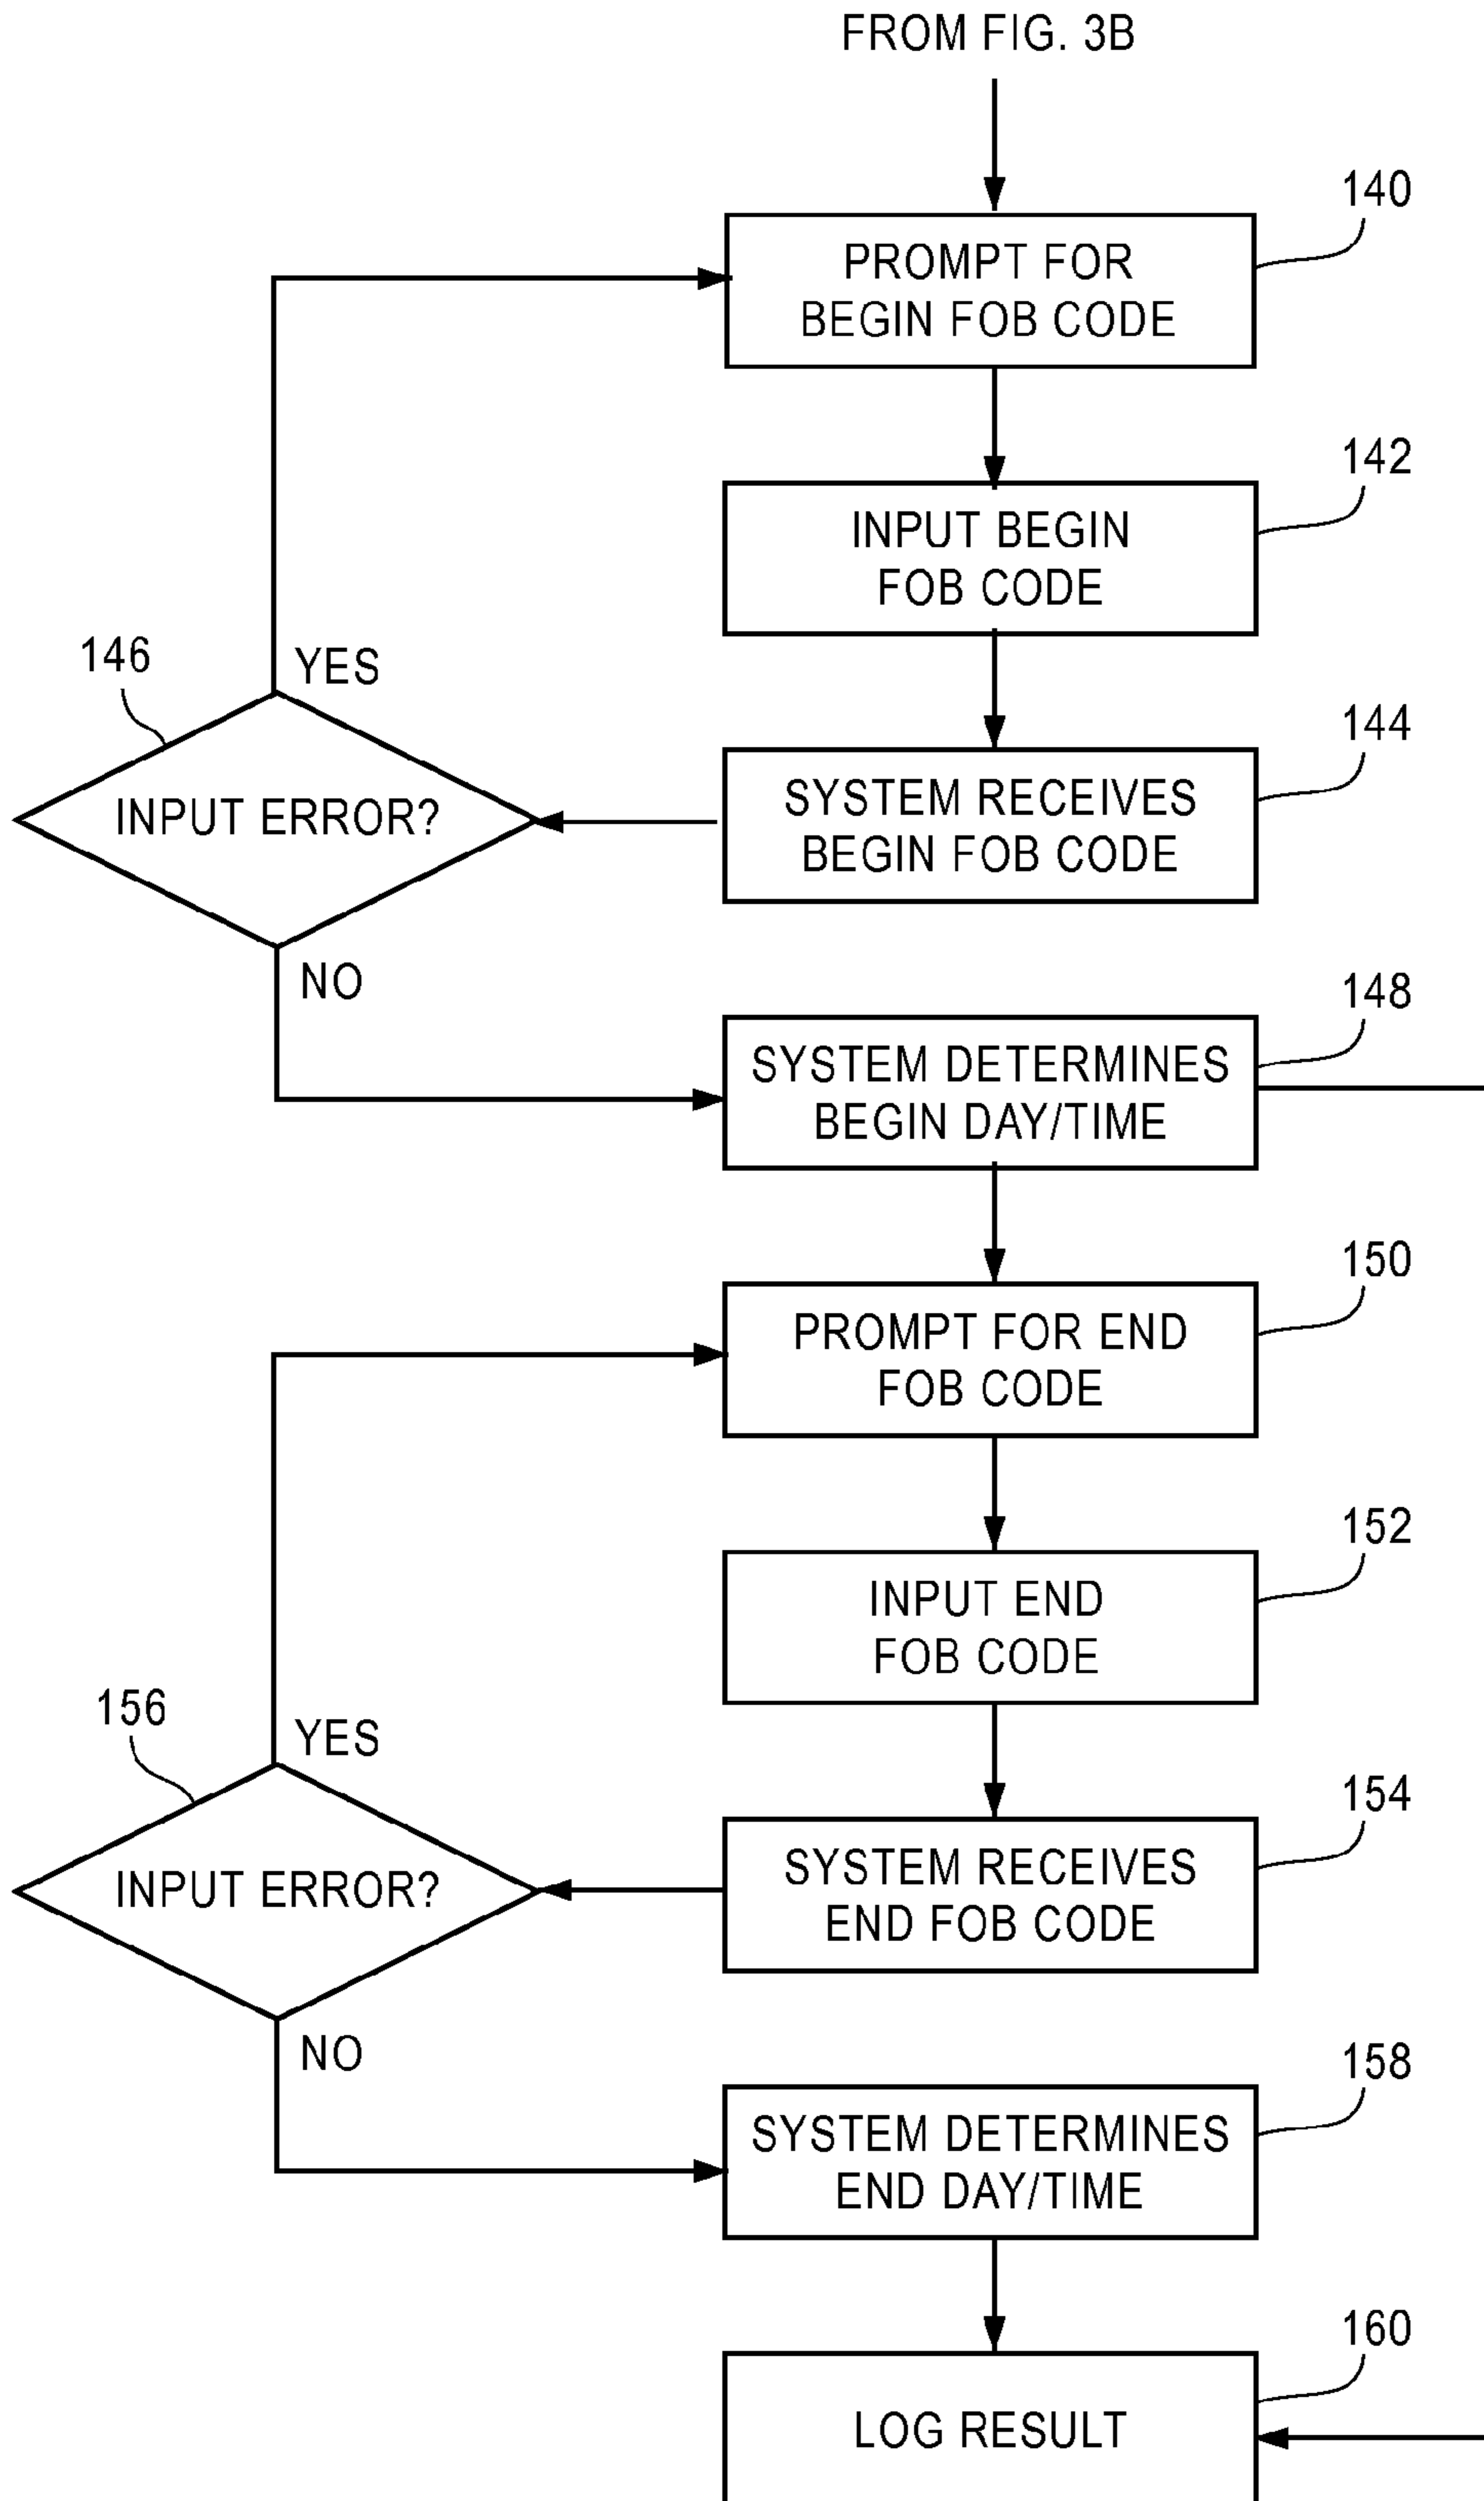 FROM FIG. 3B
140
PROMPT FOR
BEGIN FOB CODE
142
INPUT BEGIN
FOB CODE
146
YES
144
INPUT ERROR?
SYSTEM RECEIVES
BEGIN FOB CODE
NO
148
SYSTEM DETERMINES
BEGIN DAY/TIME
150
PROMPT FOR END
FOB CODE
152
INPUT END
FOB CODE
156
YES
154
INPUT ERROR?
SYSTEM RECEIVES
END FOB CODE
NO
158
SYSTEM DETERMINES
END DAY/TIME
160
LOG RESULT